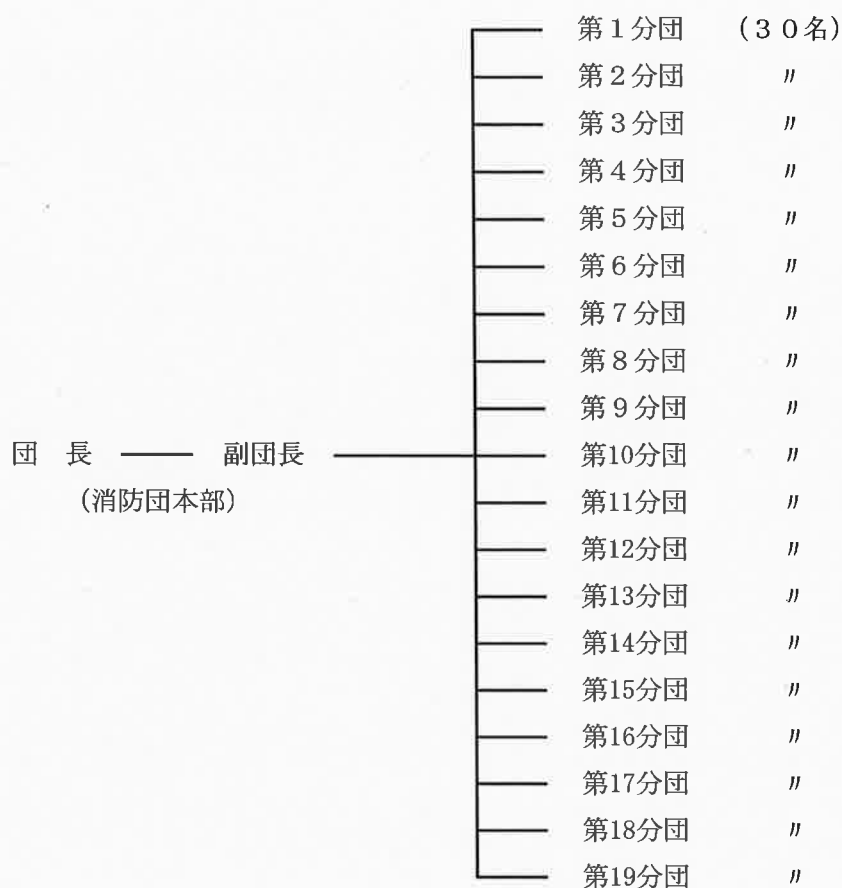 第１分団 (３０名)
第２分団 〃
第３分団 〃
第４分団 〃
第５分団 〃
第６分団 〃
第７分団 〃
第８分団 〃
第９分団 〃
団　長 副団長 第10分団 〃
(消防団本部) 第11分団 〃
第12分団 〃
第13分団 〃
第14分団 〃
第15分団 〃
第16分団 〃
第17分団 〃
第18分団 〃
第19分団 〃